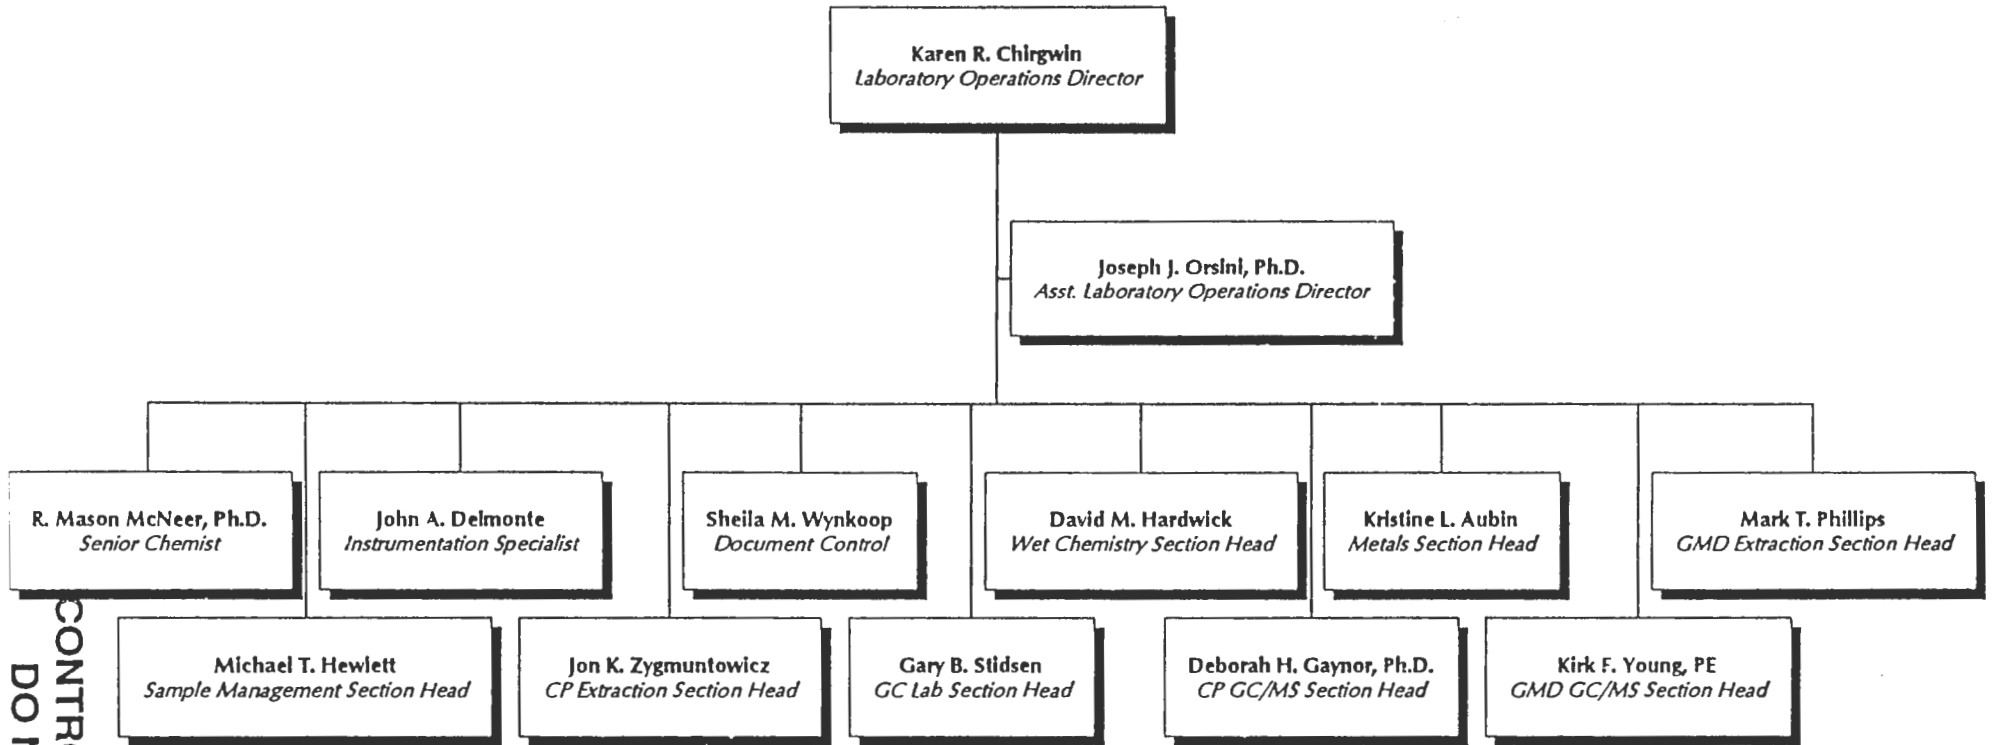 Karen R. Chirgwin
Laboratory Operations Director
Joseph J. Orsini, Ph.D.
Asst. Laboratory Operations Director
R. Mason McNeer, Ph.D.
Senior Chemist
John A. Delmonte
Instrumentation Specialist
Sheila M. Wynkoop
Document Control
David M. Hardwick
Wet Chemistry Section Head
Kristine L. Aubin
Metals Section Head
Mark T. Phillips
GMD Extraction Section Head
Michael T. Hewlett
Sample Management Section Head
Jon K. Zygmuntowicz
CP Extraction Section Head
Gary B. Stidsen
GC Lab Section Head
Deborah H. Gaynor, Ph.D.
CP GC/MS Section Head
Kirk F. Young, PE
GMD GC/MS Section Head
DO